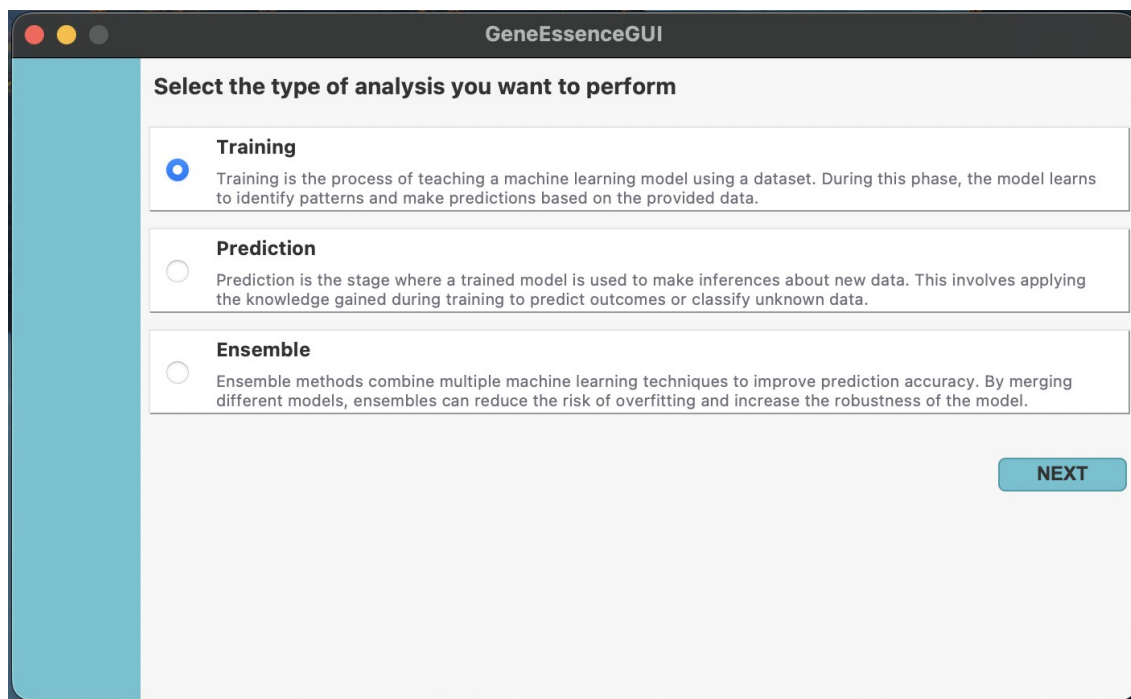 GeneEssenceGUI
Select the type of analysis you want to perform
Training
Training is the process of teaching a machine learning model using a dataset. During this phase, the model learns
to identify patterns and make predictions based on the provided data.
Prediction
Prediction is the stage where a trained model is used to make inferences about new data. This involves applying
the knowledge gained during training to predict outcomes or classify unknown data.
Ensemble
Ensemble methods combine multiple machine learning techniques to improve prediction accuracy. By merging
different models, ensembles can reduce the risk of overfitting and increase the robustness of the model.
NEXT